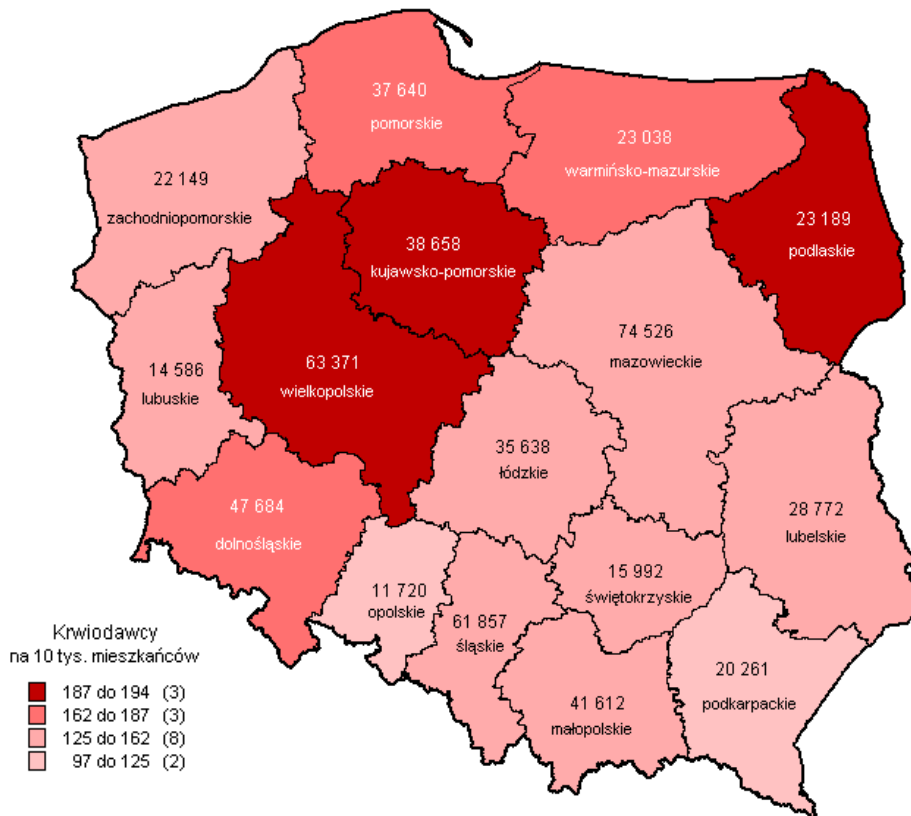 37 640
pomorskie
23 038
warmińsko-mazurskie
22 149
zachodniopomorskie
23 189
podlaskie
38 658
kujawsko-pomorskie
74 526
mazowieckie
63 371
wielkopolskie
14 586
lubuskie
35 638
łódzkie
47 684
dolnośląskie
28 772
lubelskie
11 720
opolskie
15 992
świętokrzyskie
61 857
śląskie
20 261
podkarpackie
41 612
małopolskie
Krwiodawcy
na 10 tys. mieszkańców
187 do 194 (3)
162 do 187 (3)
125 do 162 (8)
97 do 125 (2)